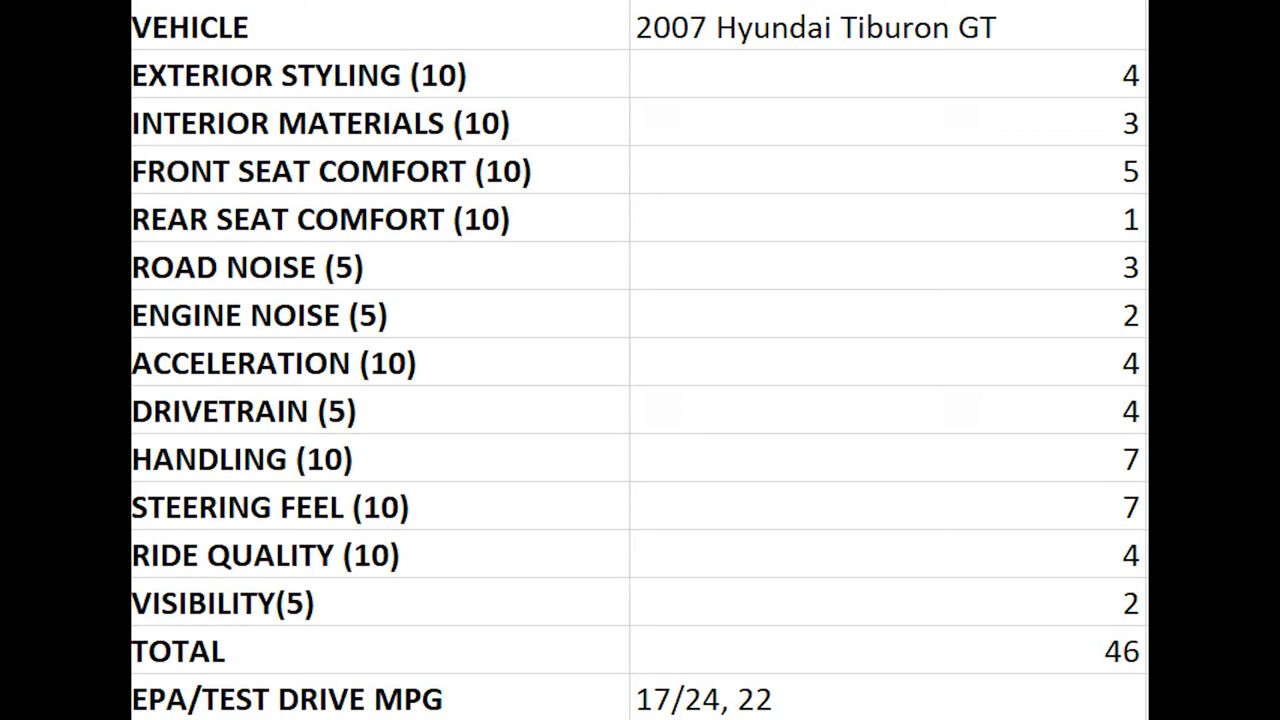 VEHICLE 2007 Hyundai Tiburon GT
EXTERIOR STYLING (10) 4
INTERIOR MATERIALS (10) 3
FRONT SEAT COMFORT (10) 5
REAR SEAT COMFORT (10) 1
ROAD NOISE (5) 3
ENGINE NOISE (5) 2
ACCELERATION (10) 4
DRIVETRAIN (5) 4
HANDLING (10) 7
STEERING FEEL (10) 7
RIDE QUALITY (10) 4
VISIBILITY(5) 2
TOTAL 46
EPA/TEST DRIVE MPG 17/24, 22